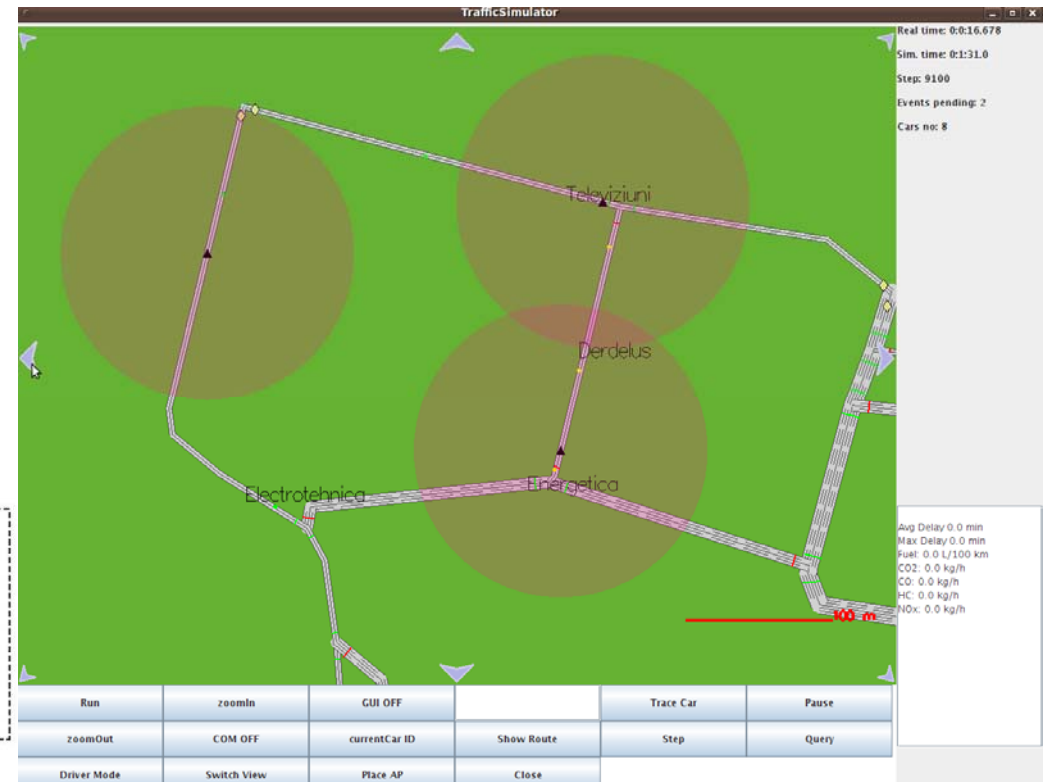 TrafficSimulator
Real time: 0:0:16.678
Sim. time: 0:1:31.0
Step: 9100
Events pending: 2
Cars no: 8
Televiziuni
Derdelus
Electrotehnica
Energetica
100 m
Avg Delay 0.0 min
Max Delay 0.0 min
Fuel: 0.0 L/100 km
CO2: 0.0 kg/h
CO: 0.0 kg/h
HC: 0.0 kg/h
NOx: 0.0 kg/h
Run zoomIn GUI OFF Trace Car Pause
zoomOut COM OFF currentCar ID Show Route Step Query
Driver Mode Switch View Place AP Close